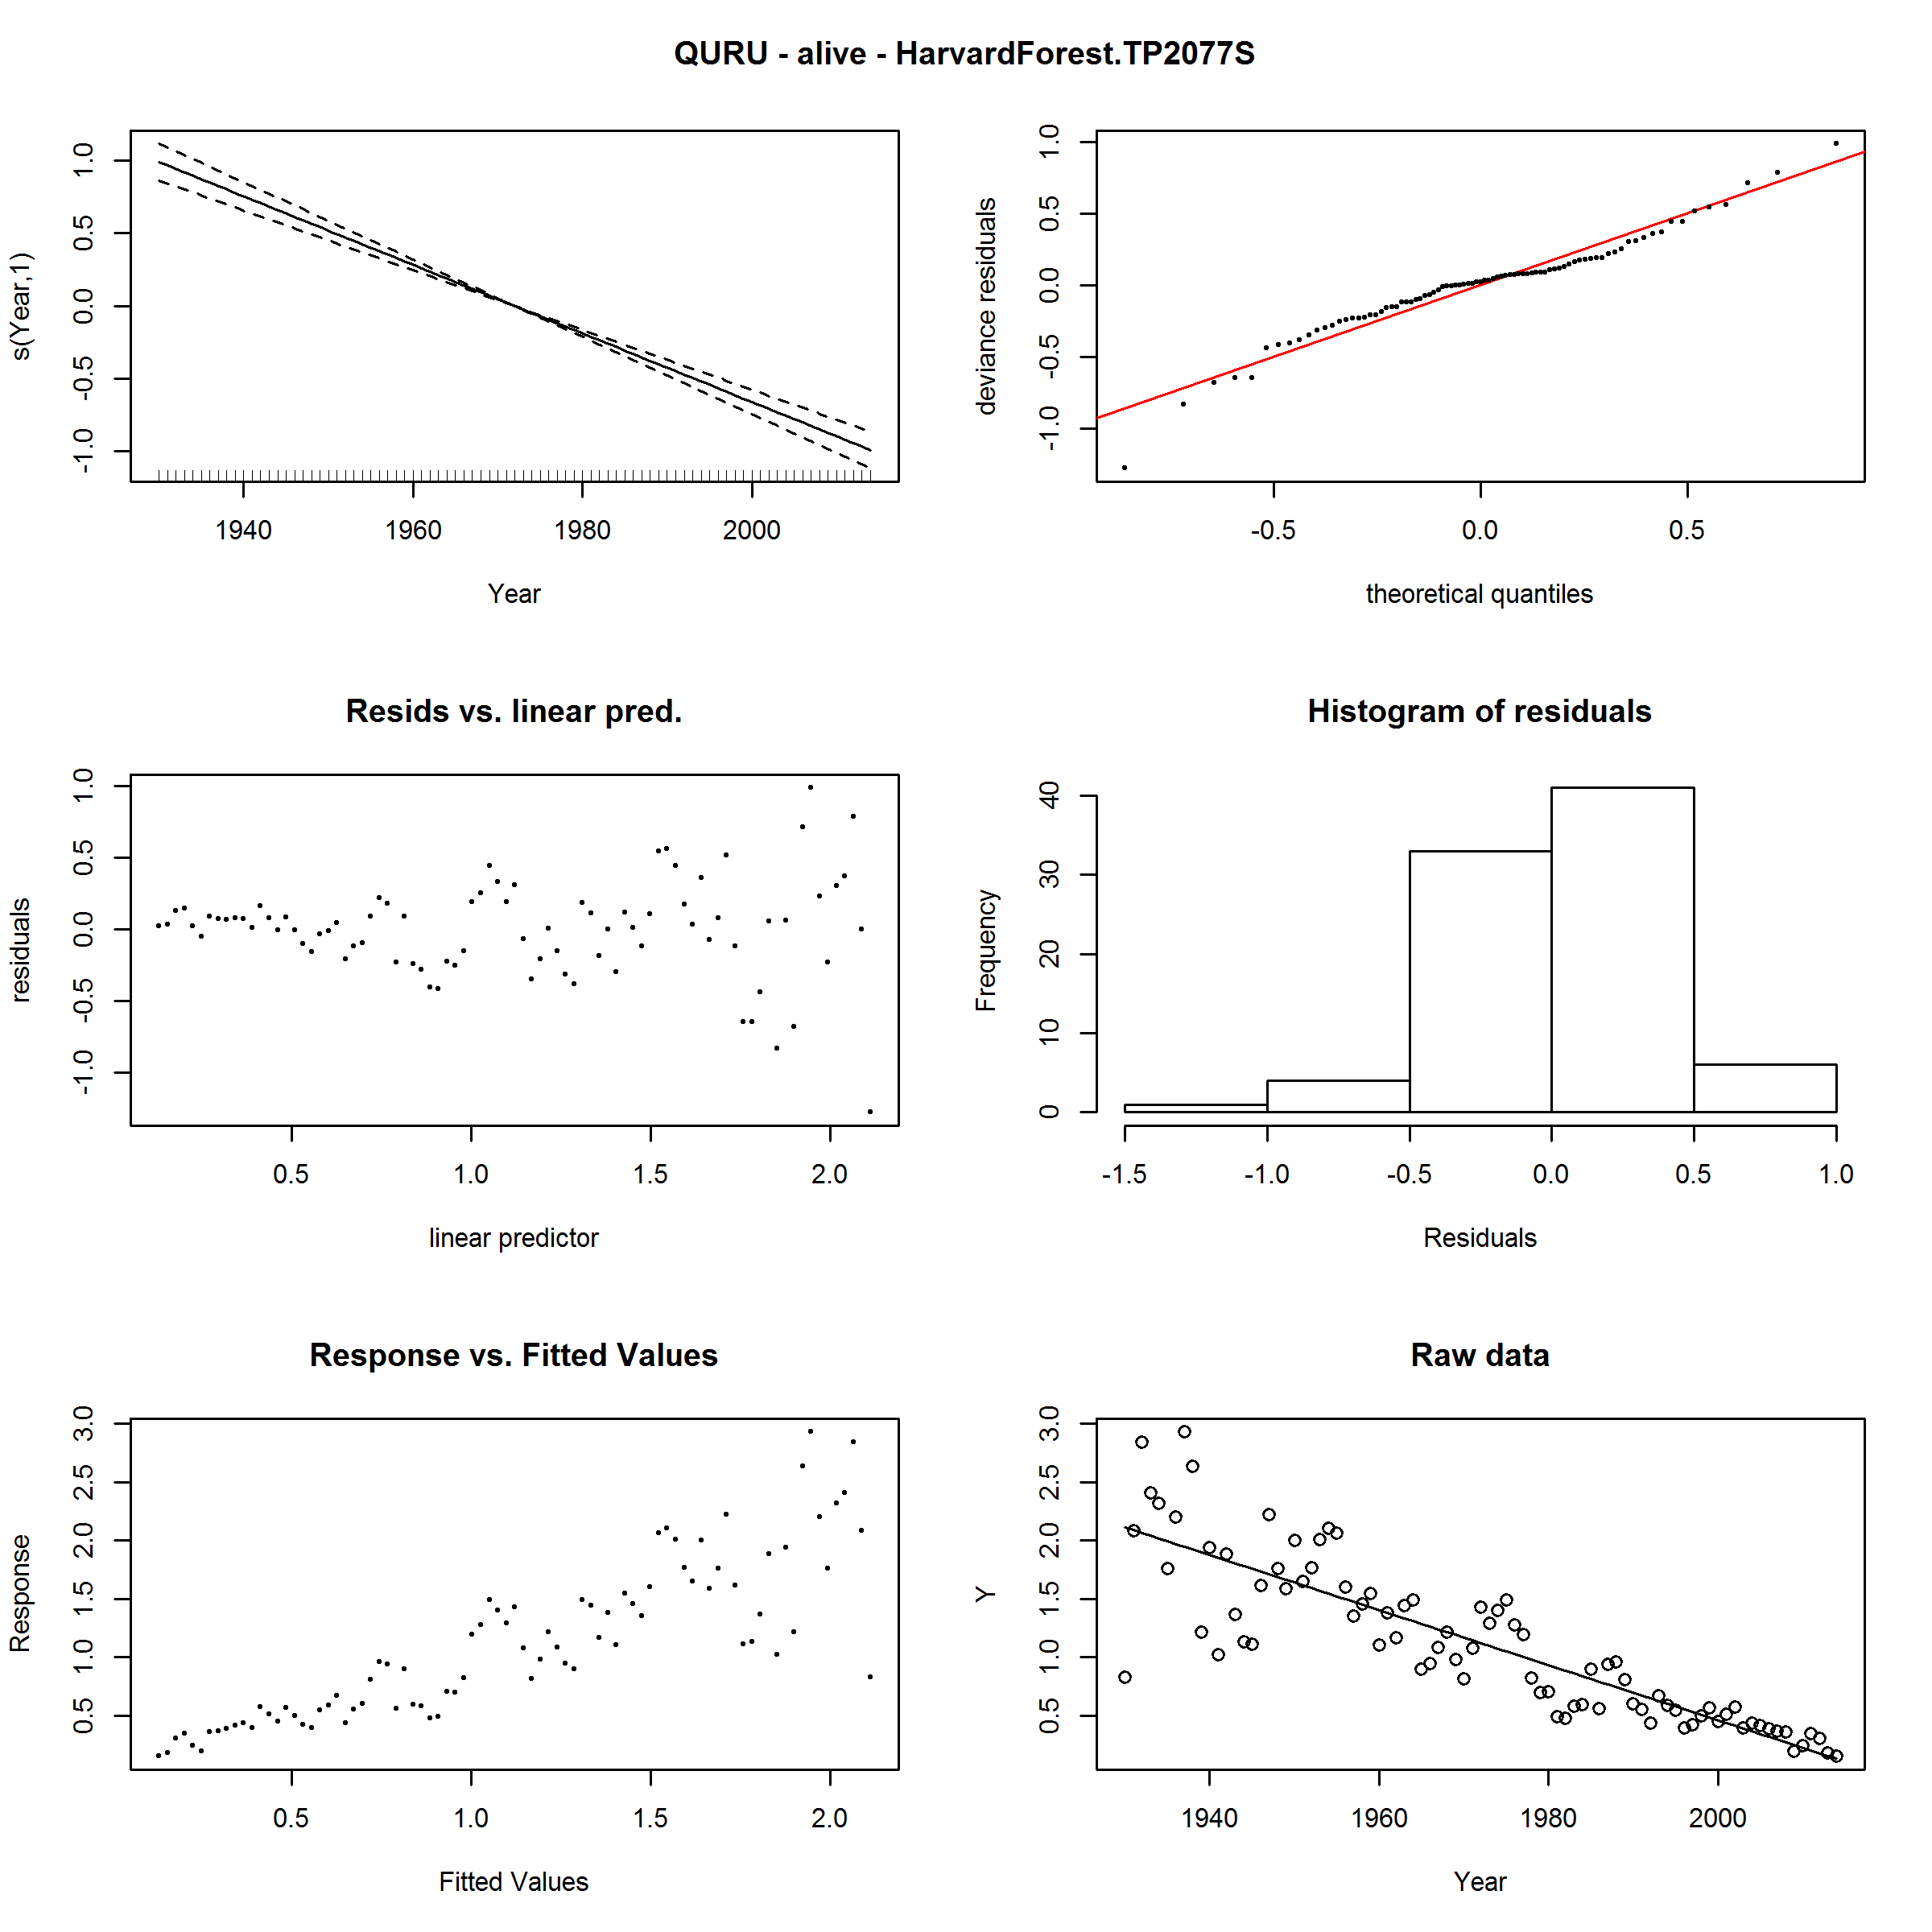 QURU - alive - HarvardForest.TP2077S
s(Year,1)
-1.0 -0.5 0.0 0.5 1.0
1940 1960 1980 2000
Year
deviance residuals
-1.0 -0.5 0.0 0.5 1.0
-0.5 0.0 0.5
theoretical quantiles
Resids vs. linear pred.
residuals
-1.0 -0.5 0.0 0.5 1.0
0.5 1.0 1.5 2.0
linear predictor
Histogram of residuals
Frequency
0 10 20 30 40
-1.5 -1.0 -0.5 0.0 0.5 1.0
Residuals
Response vs. Fitted Values
Response
0.5 1.0 1.5 2.0 2.5 3.0
0.5 1.0 1.5 2.0
Fitted Values
Raw data
Y
0.5 1.0 1.5 2.0 2.5 3.0
1940 1960 1980 2000
Year